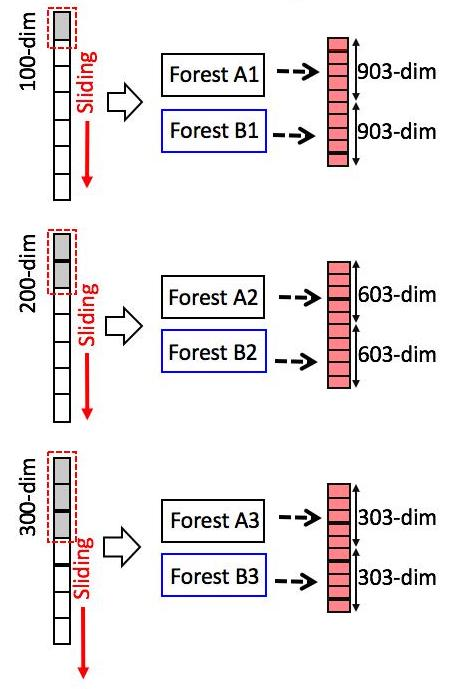 100-dim
Sliding
Forest A1
903-dim
Forest B1
903-dim
200-dim
Sliding
Forest A2
603-dim
Forest B2
603-dim
300-dim
Sliding
Forest A3
303-dim
Forest B3
303-dim